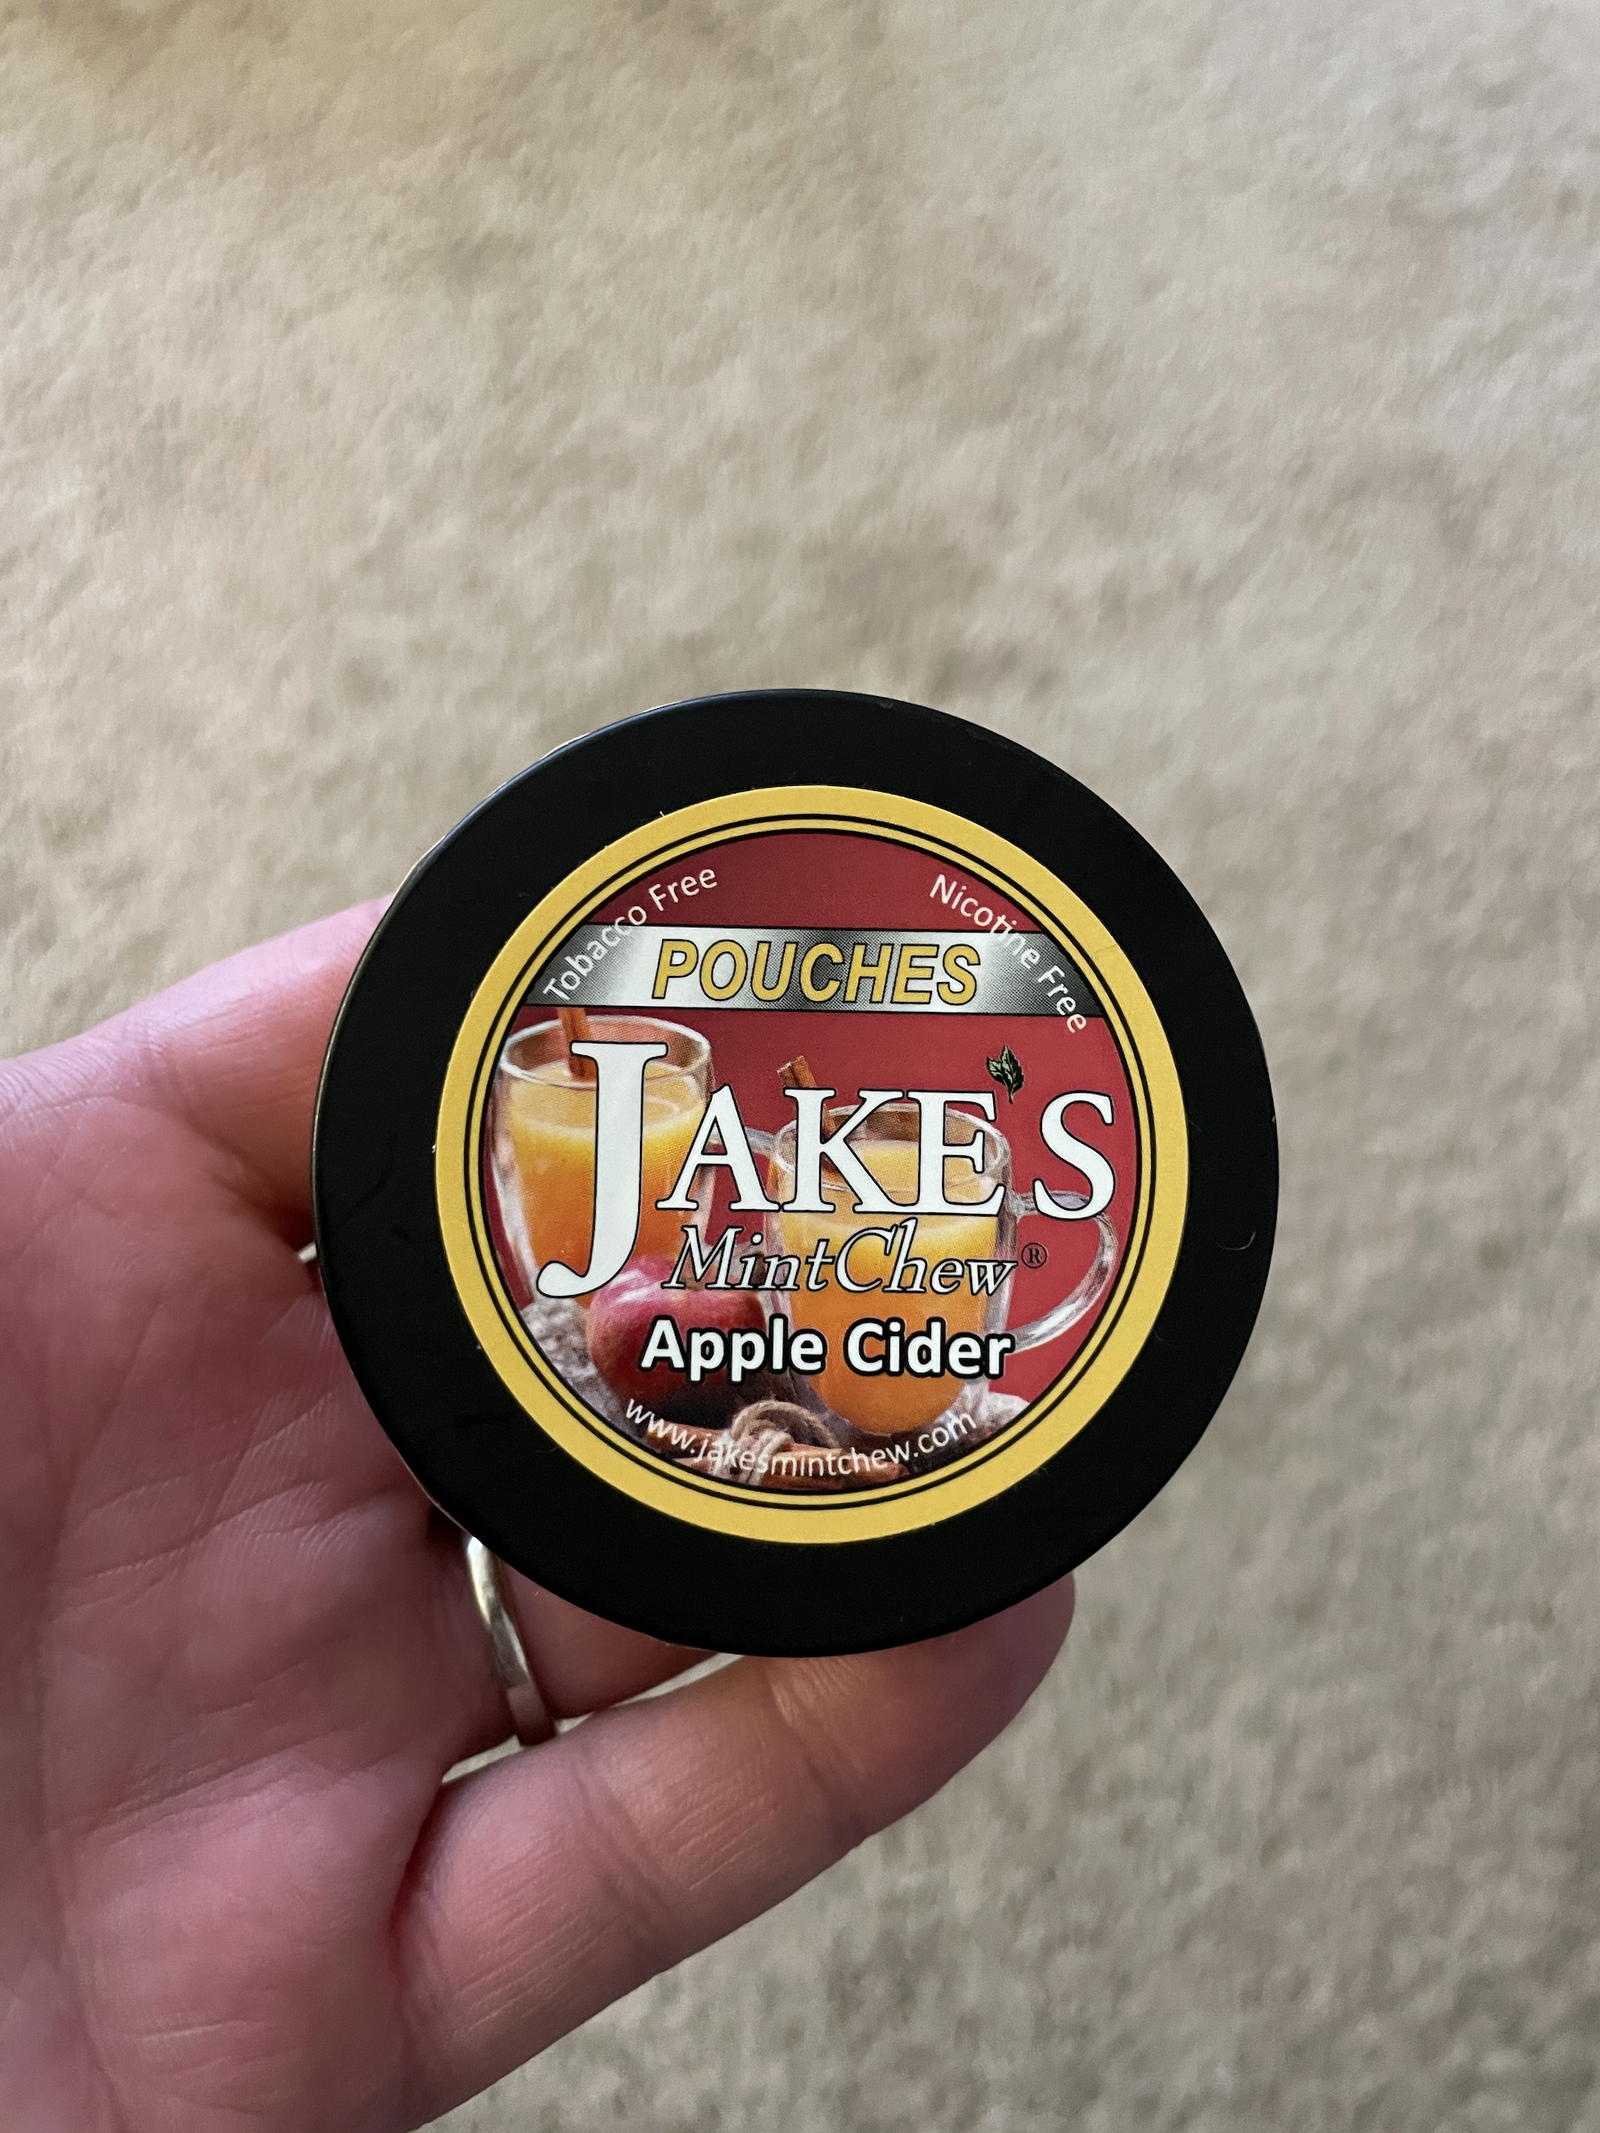 Tobacco Free
Nicotine Free
POUCHES
JAKE'S
MintChew®
Apple Cider
www.jakesmintchew.com